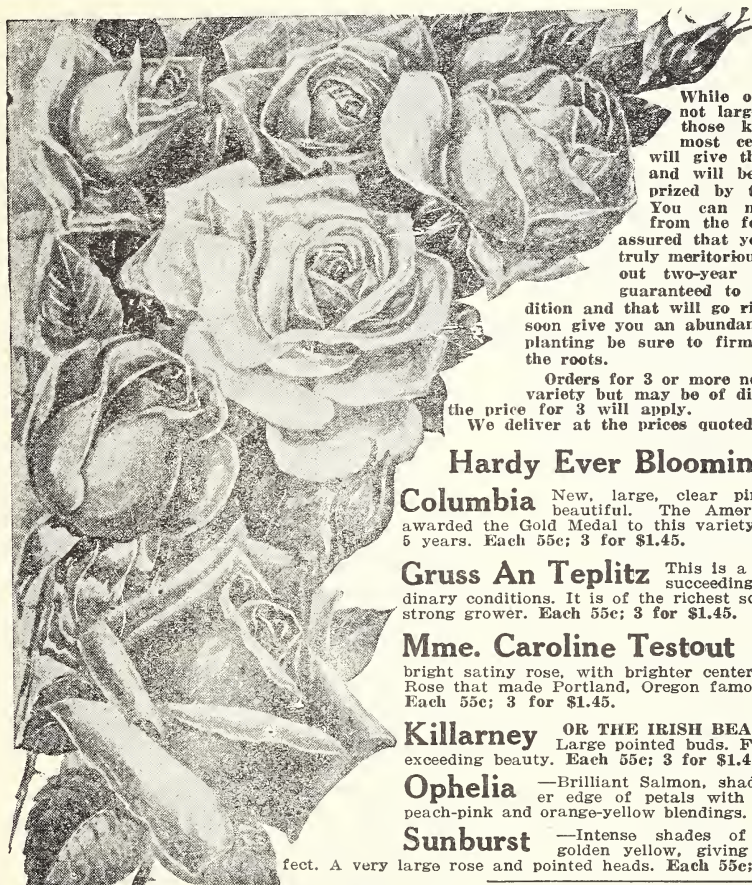 While o
not larg
those k
most ce
will give th
and will be
prized by t
You can m
from the fo
assured that yo
truly meritoriou
out two-year
guaranteed to
dition and that will go ri
soon give you an abundan
planting be sure to firm
the roots.
Orders for 3 or more ne
variety but may be of di
the price for 3 will apply.
We deliver at the prices quoted
Hardy Ever Bloomin
Columbia New, large, clear pin
beautiful. The Amer
awarded the Gold Medal to this variety
5 years. Each 55c; 3 for $1.45.
Gruss An Teplitz This is a
succeeding
dinary conditions. It is of the richest sc
strong grower. Each 55c; 3 for $1.45.
Mme. Caroline Testout
bright satiny rose, with brighter center
Rose that made Portland, Oregon famo
Each 55c; 3 for $1.45.
Killarney OR THE IRISH BEA
Large pointed buds. F
exceeding beauty. Each 55c; 3 for $1.4
Ophelia —Brilliant Salmon, shad
er edge of petals with
peach-pink and orange-yellow blendings.
Sunburst —Intense shades of
golden yellow, giving
fect. A very large rose and pointed heads. Each 55c;